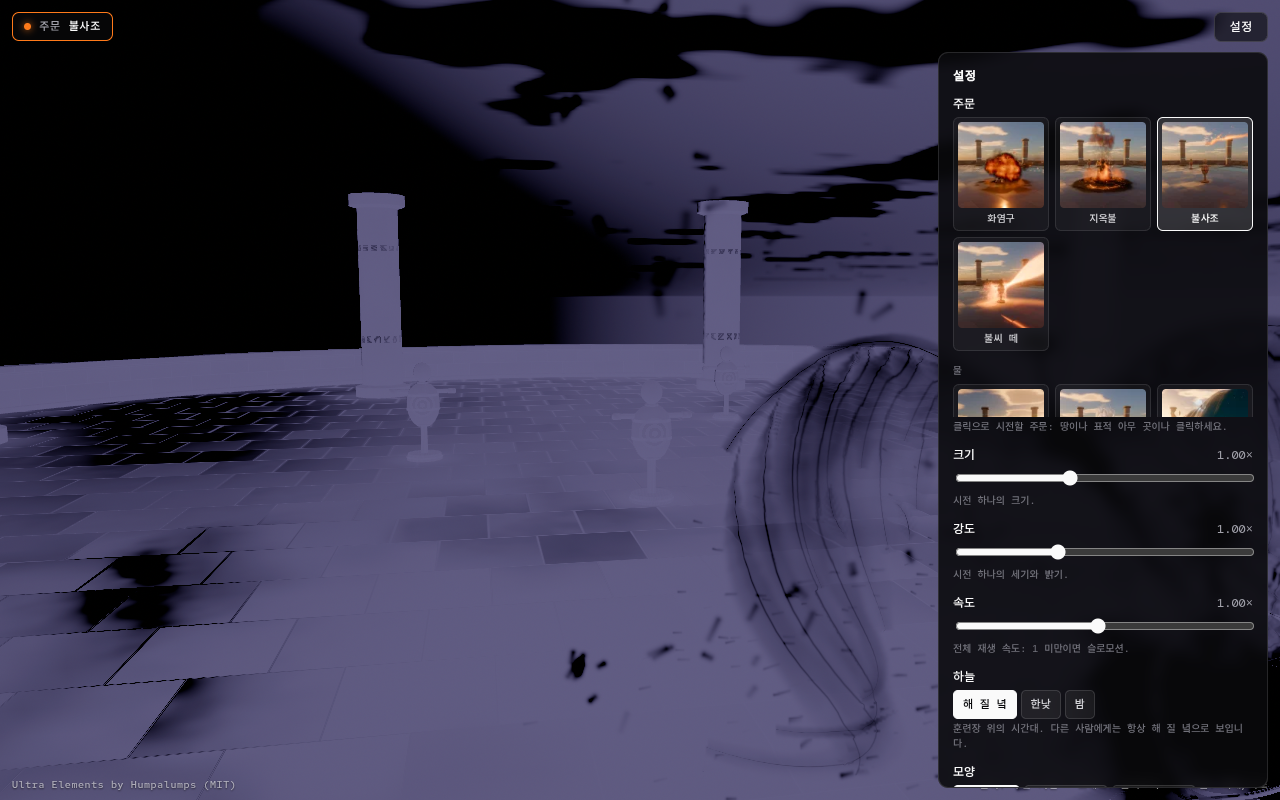 주문 불사조
설정
설정
주문
화염구
지옥불
불사조
불씨 떼
물
클릭으로 시전할 주문: 땅이나 표적 아무 곳이나 클릭하세요.
크기 1.00×
시전 하나의 크기.
강도 1.00×
시전 하나의 세기와 밝기.
속도 1.00×
전체 재생 속도: 1 미만이면 슬로모션.
하늘
해 질 녘 한낮 밤
훈련장 위의 시간대. 다른 사람에게는 항상 해 질 녘으로 보입니
다.
모양
Ultra Elements by Humpalumps (MIT)